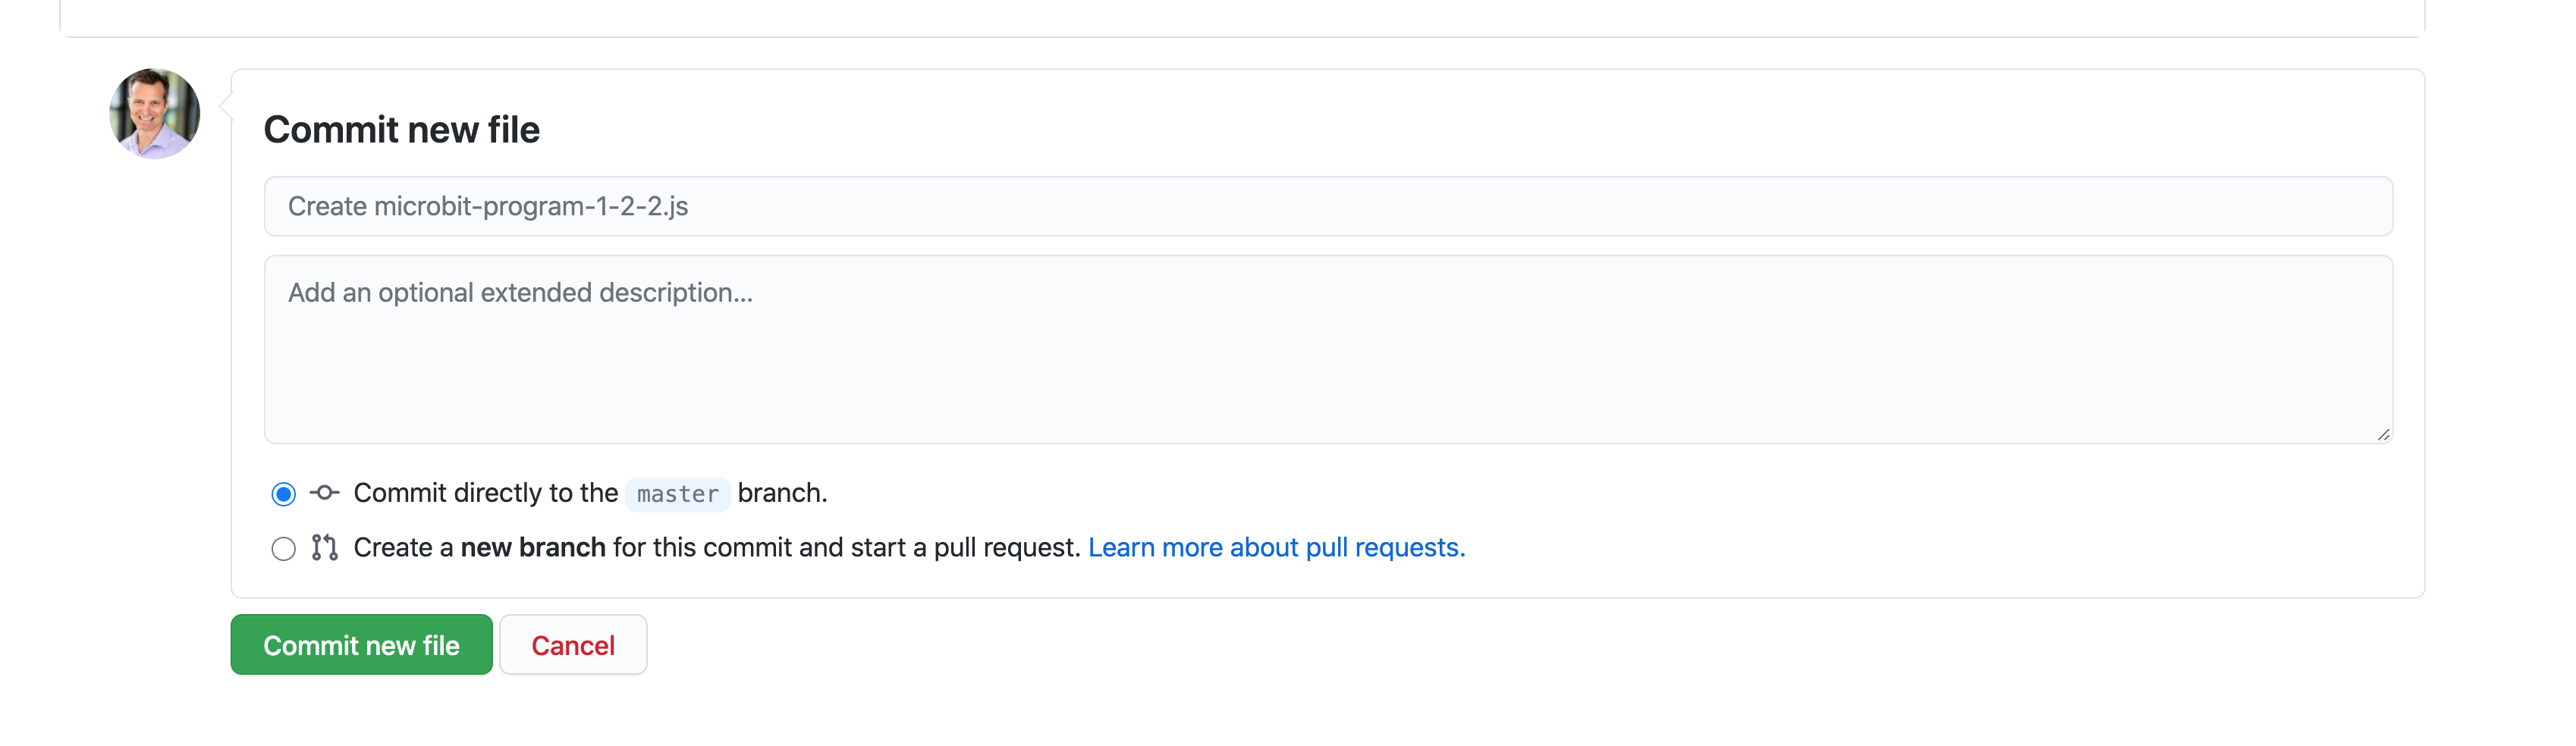 Commit new file
Create microbit-program-1-2-2.js
Add an optional extended description...
Commit directly to the master branch.
Create a new branch for this commit and start a pull request. Learn more about pull requests.
Commit new file Cancel